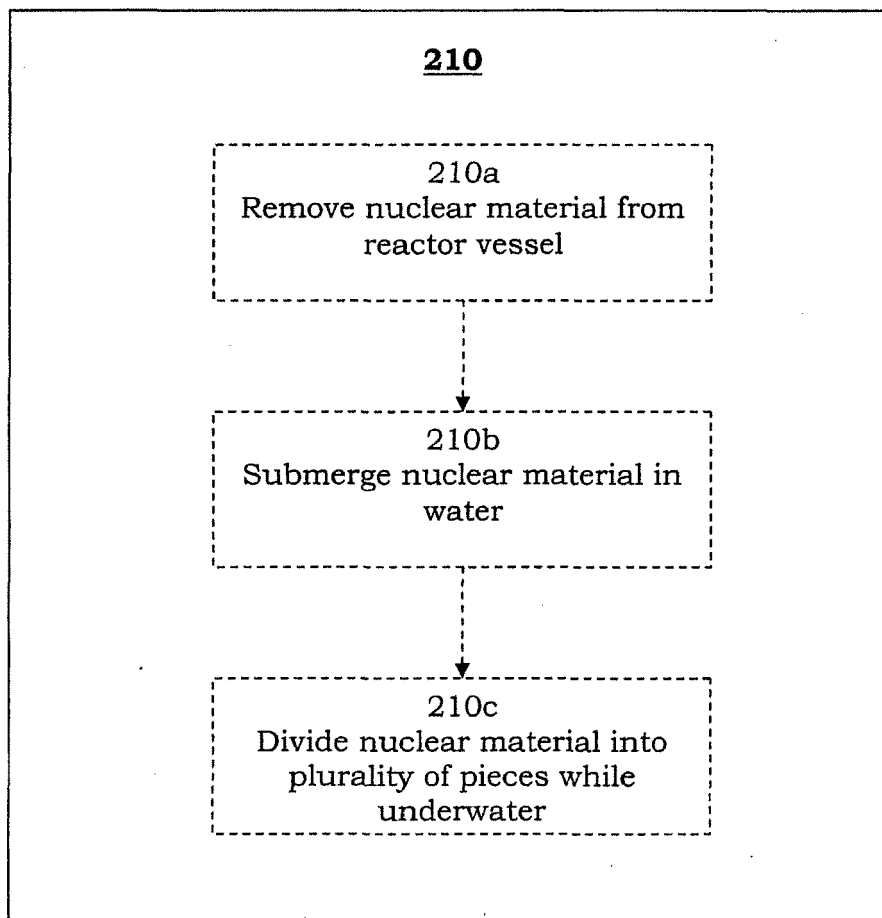 210
210a
Remove nuclear material from
reactor vessel
210b
Submerge nuclear material in
water
210c
Divide nuclear material into
plurality of pieces while
underwater